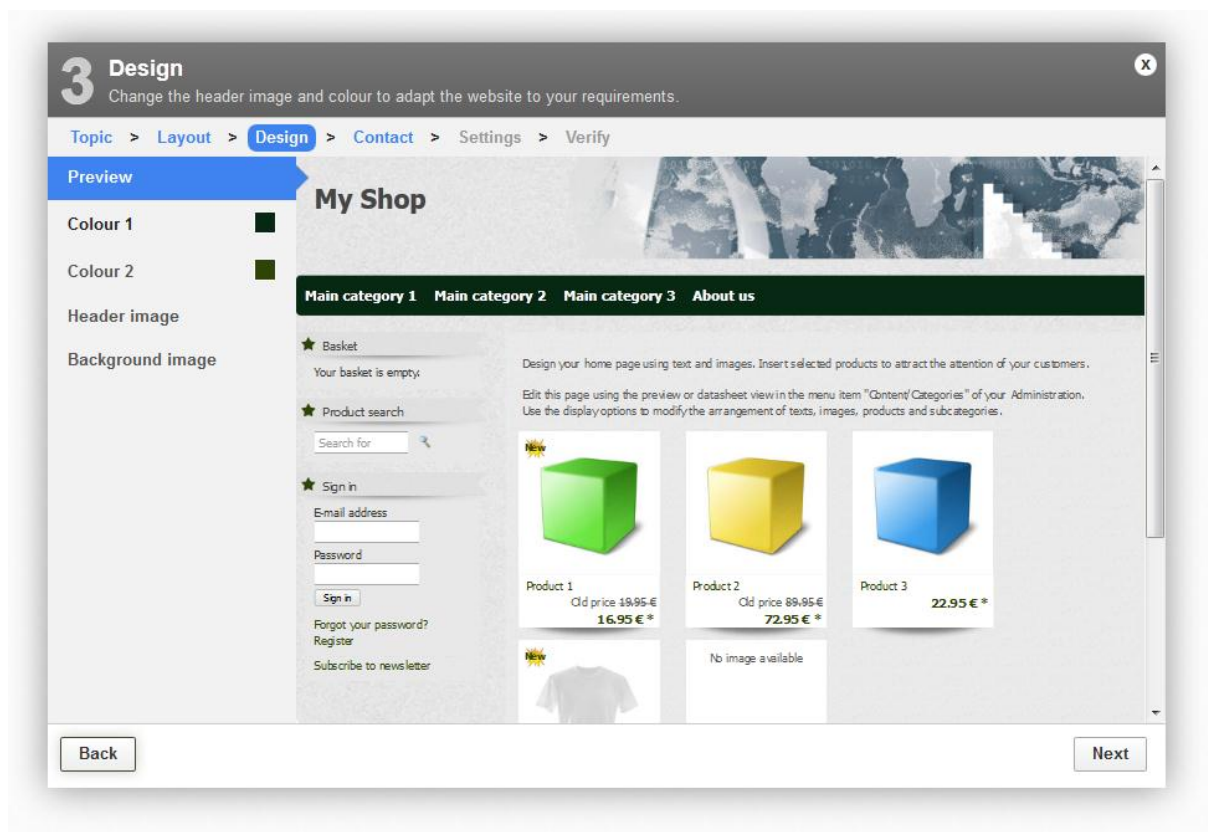 3 Design
Change the header image and colour to adapt the website to your requirements.
X
Topic > Layout > Design > Contact > Settings > Verify
Preview
Colour 1
Colour 2
Header image
Background image
My Shop
Main category 1 Main category 2 Main category 3 About us
Basket
Your basket is empty.
Product search
Search for
Sign in
E-mail address
Password
Sign in
Forgot your password?
Register
Subscribe to newsletter
Design your home page using text and images. Insert selected products to attract the attention of your customers.
Edit this page using the preview or datasheet view in the menu item "Content/Categories" of your Administration.
Use the display options to modify the arrangement of texts, images, products and subcategories.
New
Product 1
Old price 19.95 €
16.95 € *
Product 2
Old price 89.95 €
72.95 € *
Product 3
22.95 € *
New
No image available
Back
Next